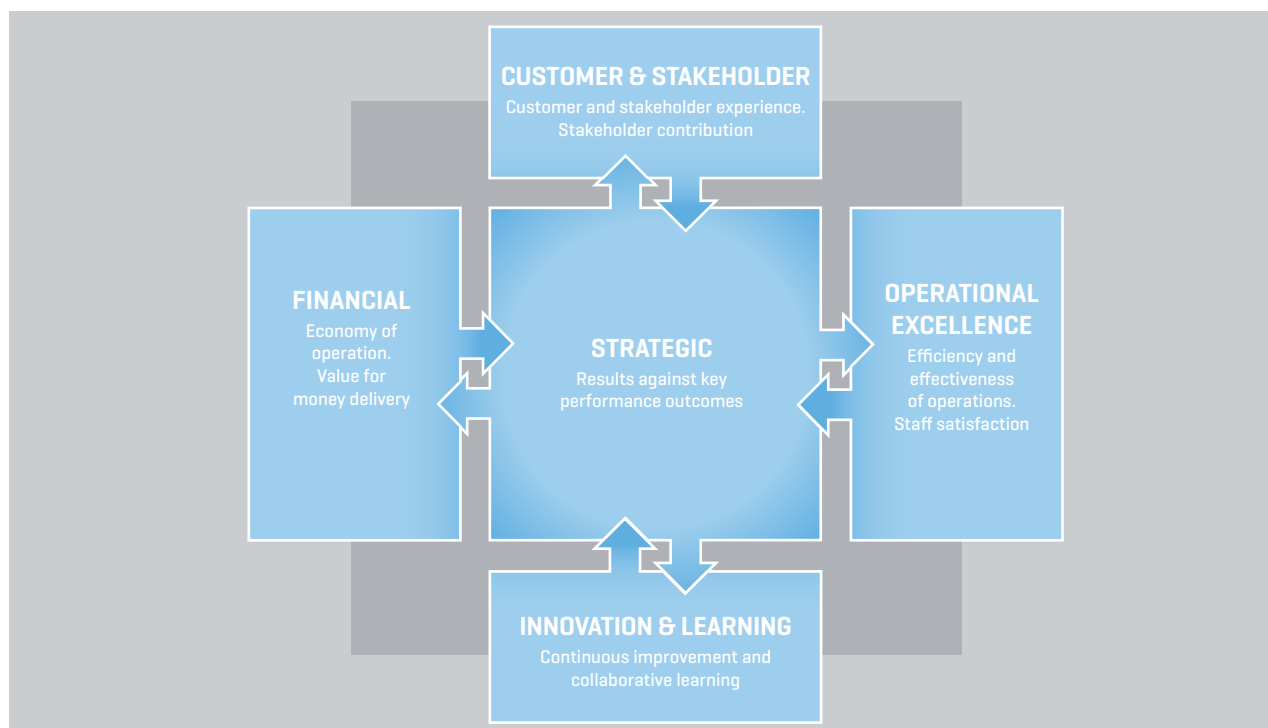 CUSTOMER & STAKEHOLDER
Customer and stakeholder experience.
Stakeholder contribution
FINANCIAL
Economy of
operation.
Value for
money delivery
STRATEGIC
Results against key
performance outcomes
OPERATIONAL
EXCELLENCE
Efficiency and
effectiveness
of operations.
Staff satisfaction
INNOVATION & LEARNING
Continuous improvement and
collaborative learning